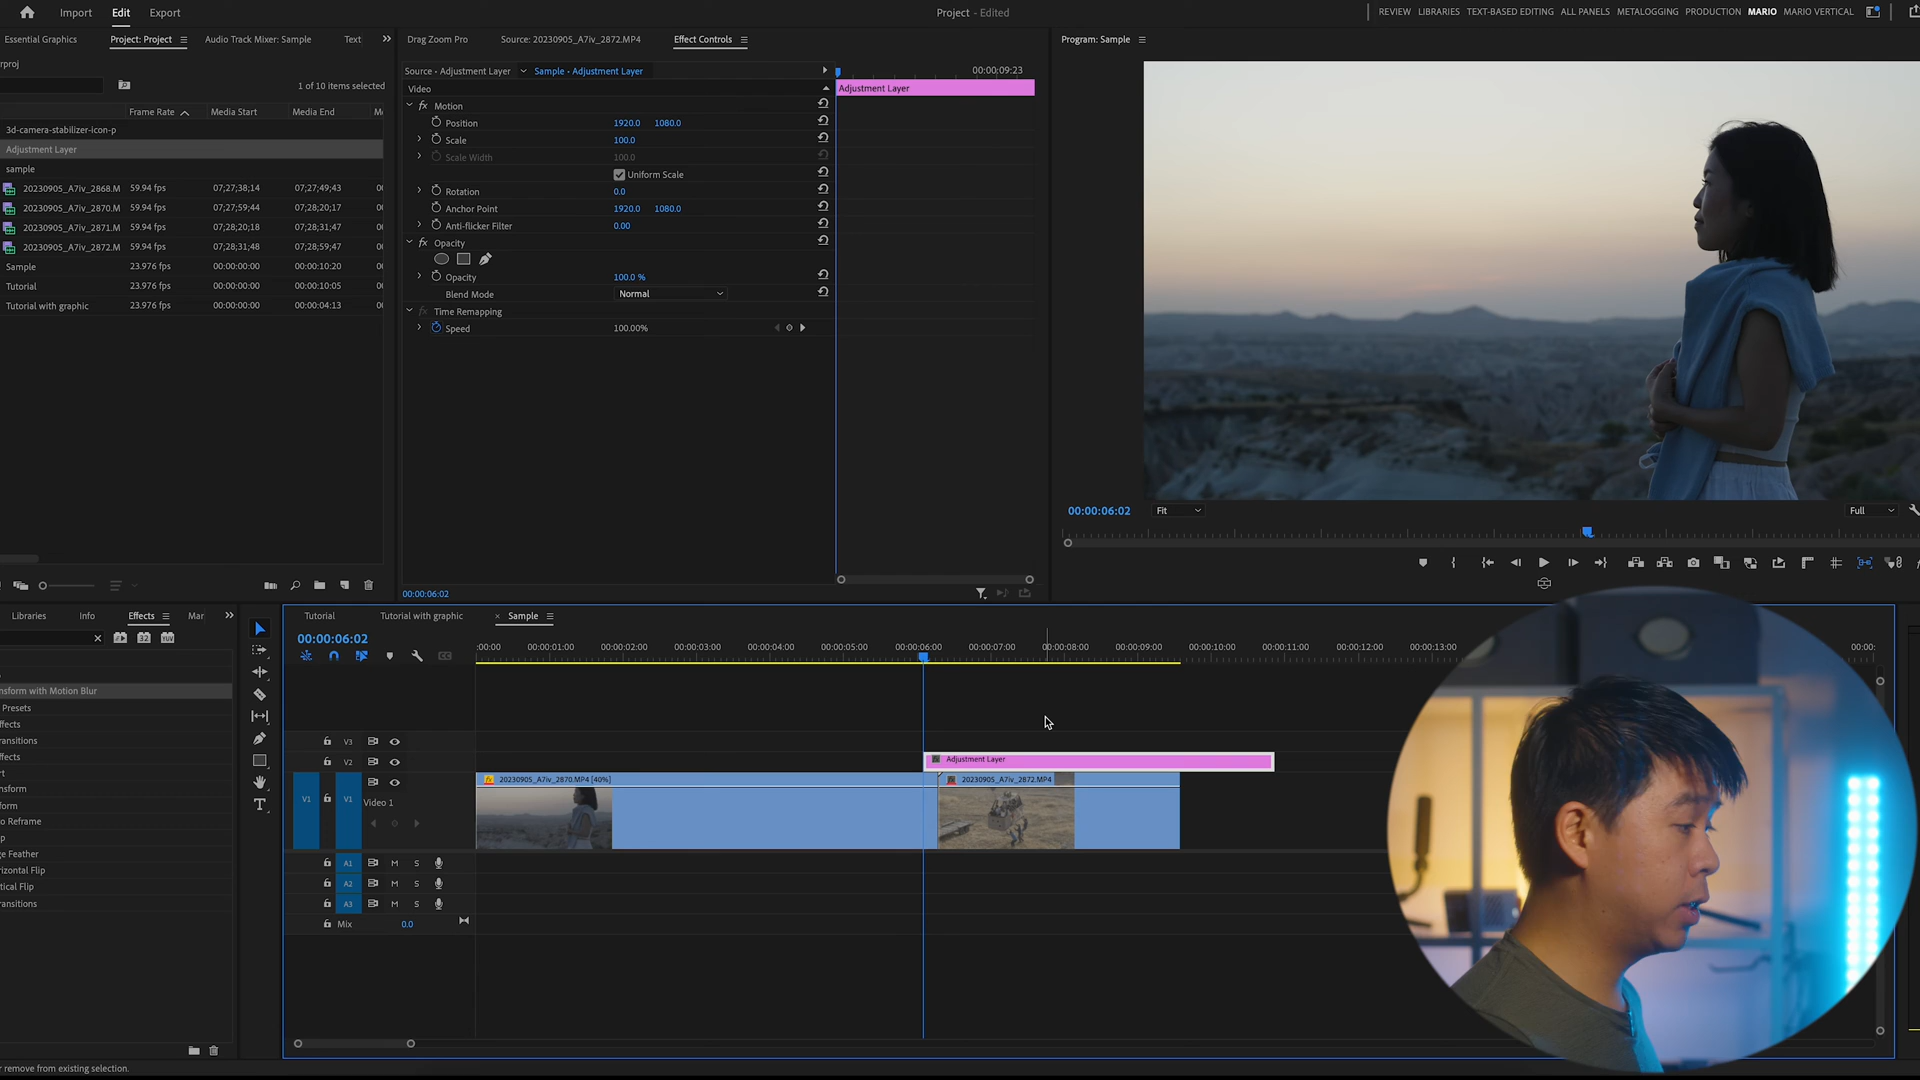 Import
Edit
Export
Project - Edited
REVIEW
LIBRARIES
TEXT-BASED EDITING
ALL PANELS
METALOGGING
PRODUCTION
MARIO
MARIO VERTICAL
Essential Graphics
Project: Project
Audio Track Mixer: Sample
Text
Drag Zoom Pro
Source: 20230905_A7iv_2872.MP4
Effect Controls
Program: Sample
rproj
1 of 10 items selected
Frame Rate
Media Start
Media End
3d-camera-stabilizer-icon-p
Adjustment Layer
sample
20230905_A7iv_2868.M 59.94 fps 07;27;38;14 07;27;49;43
20230905_A7iv_2870.M 59.94 fps 07;27;59;44 07;28;20;17
20230905_A7iv_2871. 59.94 fps 07;28;20;18 07;28;31;47
20230905_A7iv_2872.M 59.94 fps 07;28;31;48 07;28;59;47
Sample 23.976 fps 00:00:00:00 00:00:10:20
Tutorial 23.976 fps 00:00:00:00 00:00:10:05
Tutorial with graphic 23.976 fps 00:00:00:00 00:00:04:13
Source - Adjustment Layer
Sample - Adjustment Layer
00:00:09:23
Video
Adjustment Layer
fx Motion
Position 1920.0 1080.0
Scale 100.0
Scale Width 100.0
Uniform Scale
Rotation 0.0
Anchor Point 1920.0 1080.0
Anti-flicker Filter 0.00
fx Opacity
Opacity 100.0 %
Blend Mode Normal
fx Time Remapping
Speed 100.00%
00:00:06:02
00:00:06:02
Fit
Full
Libraries
Info
Effects
Mar
nsform with Motion Blur
Presets
ffects
ransitions
ffects
rt
nsform
form
o Reframe
p
ge Feather
izontal Flip
tical Flip
ransitions
Tutorial
Tutorial with graphic
Sample
00:00:06:02
:00:00 00:00:01:00 00:00:02:00 00:00:03:00 00:00:04:00 00:00:05:00 00:00:06:00 00:00:07:00 00:00:08:00 00:00:09:00 00:00:10:00 00:00:11:00 00:00:12:00 00:00:13:00 00:00:
V3
V2
Adjustment Layer
V1
V1
Video 1
fx 20230905_A7iv_2870.MP4 [40%]
20230905_A7iv_2872.MP4
A1 M S
A2 M S
A3 M S
Mix 0.0
r remove from existing selection.